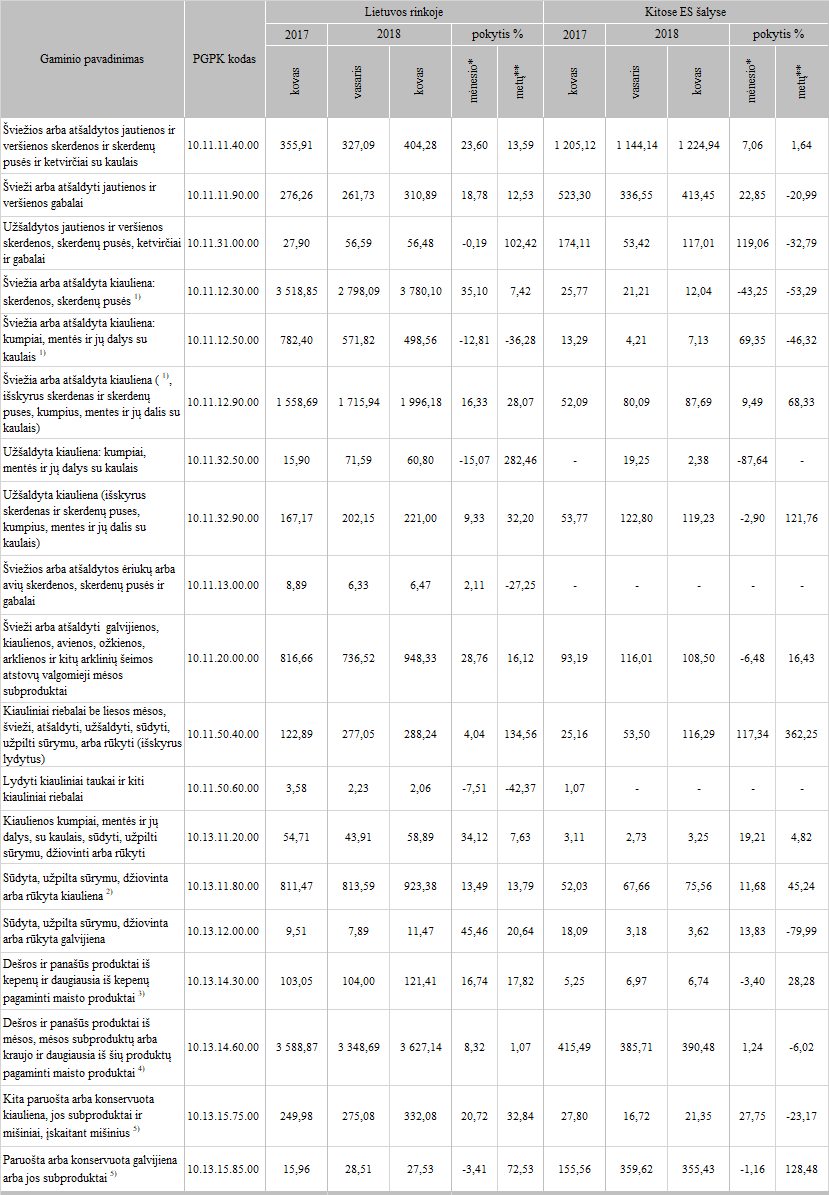 Gaminio pavadinimas PGPK kodas Lietuvos rinkoje Kitose ES šalyse
2017 2018 pokytis % 2017 2018 pokytis %
kovas vasaris kovas mėnesio* metų** kovas vasaris kovas mėnesio* metų**
Šviežios arba atšaldytos jautienos ir
veršienos skerdenos ir skerdenų
pusės ir ketvirčiai su kaulais
10.11.11.40.00 355,91 327,09 404,28 23,60 13,59 1 205,12 1 144,14 1 224,94 7,06 1,64
Švieži arba atšaldyti jautienos ir
veršienos gabalai
10.11.11.90.00 276,26 261,73 310,89 18,78 12,53 523,30 336,55 413,45 22,85 -20,99
Užšaldytos jautienos ir veršienos
skerdenos, skerdenų pusės, ketvirčiai
ir gabalai
10.11.31.00.00 27,90 56,59 56,48 -0,19 102,42 174,11 53,42 117,01 119,06 -32,79
Šviežia arba atšaldyta kiauliena:
skerdenos, skerdenų pusės 1)
10.11.12.30.00 3 518,85 2 798,09 3 780,10 35,10 7,42 25,77 21,21 12,04 -43,25 -53,29
Šviežia arba atšaldyta kiauliena:
kumpiai, mentės ir jų dalys su
kaulais 1)
10.11.12.50.00 782,40 571,82 498,56 -12,81 -36,28 13,29 4,21 7,13 69,35 -46,32
Šviežia arba atšaldyta kiauliena ( 1),
išskyrus skerdenas ir skerdenų
puses, kumpius, mentes ir jų dalis su
kaulais)
10.11.12.90.00 1 558,69 1 715,94 1 996,18 16,33 28,07 52,09 80,09 87,69 9,49 68,33
Užšaldyta kiauliena: kumpiai,
mentės ir jų dalys su kaulais
10.11.32.50.00 15,90 71,59 60,80 -15,07 282,46 - 19,25 2,38 -87,64 -
Užšaldyta kiauliena (išskyrus
skerdenas ir skerdenų puses,
kumpius, mentes ir jų dalis su
kaulais)
10.11.32.90.00 167,17 202,15 221,00 9,33 32,20 53,77 122,80 119,23 -2,90 121,76
Šviežios arba atšaldytos ėriukų arba
avių skerdenos, skerdenų pusės ir
gabalai
10.11.13.00.00 8,89 6,33 6,47 2,11 -27,25 - - - - -
Švieži arba atšaldyti galvijienos,
kiaulienos, avienos, ožkienos,
arklienos ir kitų arklinių šeimos
atstovų valgomieji mėsos
subproduktai
10.11.20.00.00 816,66 736,52 948,33 28,76 16,12 93,19 116,01 108,50 -6,48 16,43
Kiauliniai riebalai be liesos mėsos,
švieži, atšaldyti, užšaldyti, sūdyti,
užpilti sūrymu, arba rūkyti (išskyrus
lydytus)
10.11.50.40.00 122,89 277,05 288,24 4,04 134,56 25,16 53,50 116,29 117,34 362,25
Lydyti kiauliniai taukai ir kiti
kiauliniai riebalai
10.11.50.60.00 3,58 2,23 2,06 -7,51 -42,37 1,07 - - - -
Kiaulienos kumpiai, mentės ir jų
dalys, su kaulais, sūdyti, užpilti
sūrymu, džiovinti arba rūkyti
10.13.11.20.00 54,71 43,91 58,89 34,12 7,63 3,11 2,73 3,25 19,21 4,82
Sūdyta, užpilta sūrymu, džiovinta
arba rūkyta kiauliena 2)
10.13.11.80.00 811,47 813,59 923,38 13,49 13,79 52,03 67,66 75,56 11,68 45,24
Sūdyta, užpilta sūrymu, džiovinta
arba rūkyta galvijiena
10.13.12.00.00 9,51 7,89 11,47 45,46 20,64 18,09 3,18 3,62 13,83 -79,99
Dešros ir panašūs produktai iš
kepenų ir daugiausia iš kepenų
pagaminti maisto produktai 3)
10.13.14.30.00 103,05 104,00 121,41 16,74 17,82 5,25 6,97 6,74 -3,40 28,28
Dešros ir panašūs produktai iš
mėsos, mėsos subproduktų arba
kraujo ir daugiausia iš šių produktų
pagaminti maisto produktai 4)
10.13.14.60.00 3 588,87 3 348,69 3 627,14 8,32 1,07 415,49 385,71 390,48 1,24 -6,02
Kita paruošta arba konservuota
kiauliena, jos subproduktai ir
mišiniai, įskaitant mišinius 5)
10.13.15.75.00 249,98 275,08 332,08 20,72 32,84 27,80 16,72 21,35 27,75 -23,17
Paruošta arba konservuota galvijiena
arba jos subproduktai 5)
10.13.15.85.00 15,96 28,51 27,53 -3,41 72,53 155,56 359,62 355,43 -1,16 128,48